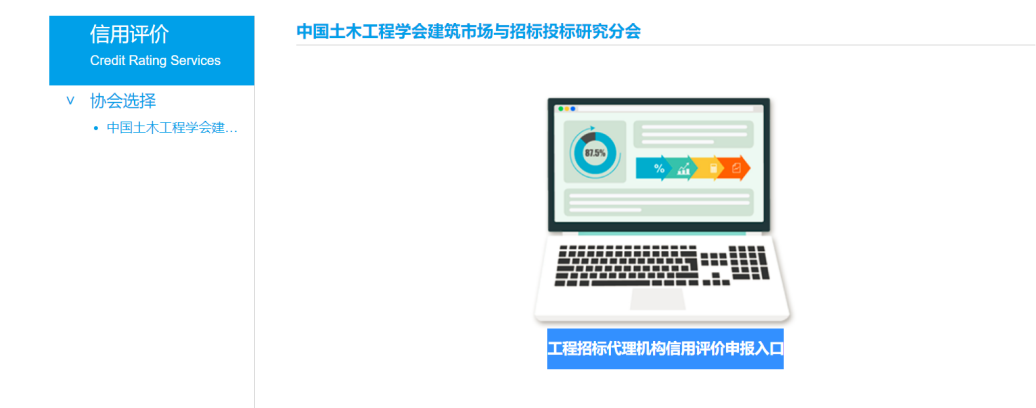 信用评价
Credit Rating Services
协会选择
中国土木工程学会建...
中国土木工程学会建筑市场与招标投标研究分会
87.5%
%
工程招标代理机构信用评价申报入口